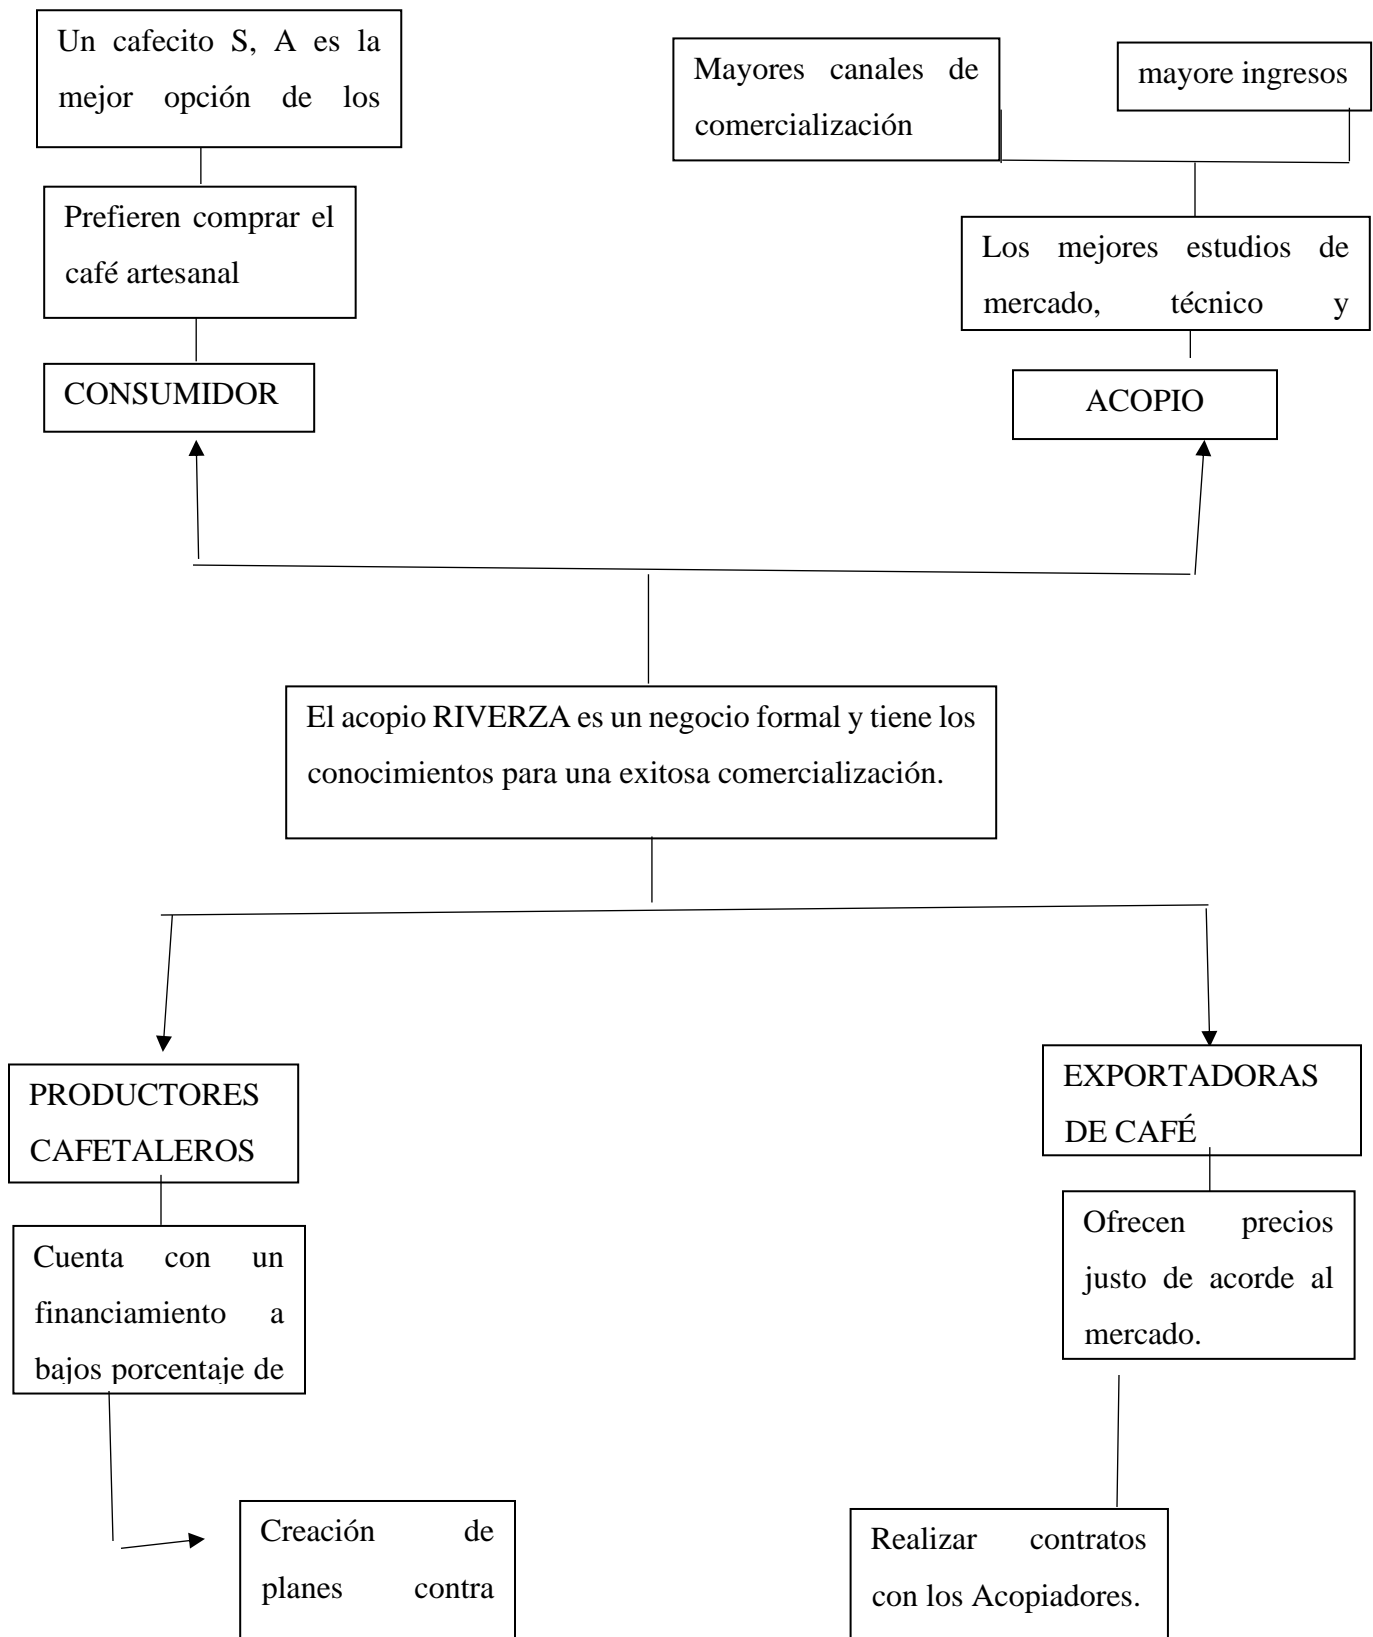 Un cafecito S, A es la
mejor opción de los
Mayores canales de
comercialización
mayore ingresos
Prefieren comprar el
café artesanal
Los mejores estudios de
mercado, técnico y
CONSUMIDOR
ACOPIO
El acopio RIVERZA es un negocio formal y tiene los
conocimientos para una exitosa comercialización.
PRODUCTORES
CAFETALEROS
EXPORTADORAS
DE CAFÉ
Cuenta con un
financiamiento a
bajos porcentaje de
Ofrecen precios
justo de acorde al
mercado.
Creación de
planes contra
Realizar contratos
con los Acopiadores.